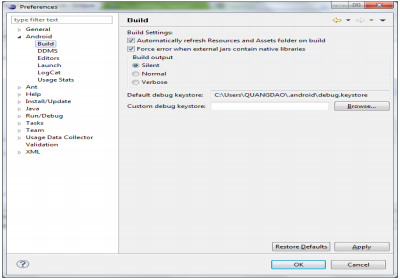 Preferences
type filter text
General
Android
Build
DDMS
Editors
Launch
LogCat
Usage Stats
Ant
Help
Install/Update
Java
Run/Debug
Tasks
Team
Usage Data Collector
Validation
XML
Build
Build Settings:
Automatically refresh Resources and Assets folder on build
Force error when external jars contain native libraries
Build output
Silent
Normal
Verbose
Default debug keystore: C:\Users\QUANGDAO\.android\debug.keystore
Custom debug keystore:
Browse...
Restore Defaults
Apply
OK
Cancel